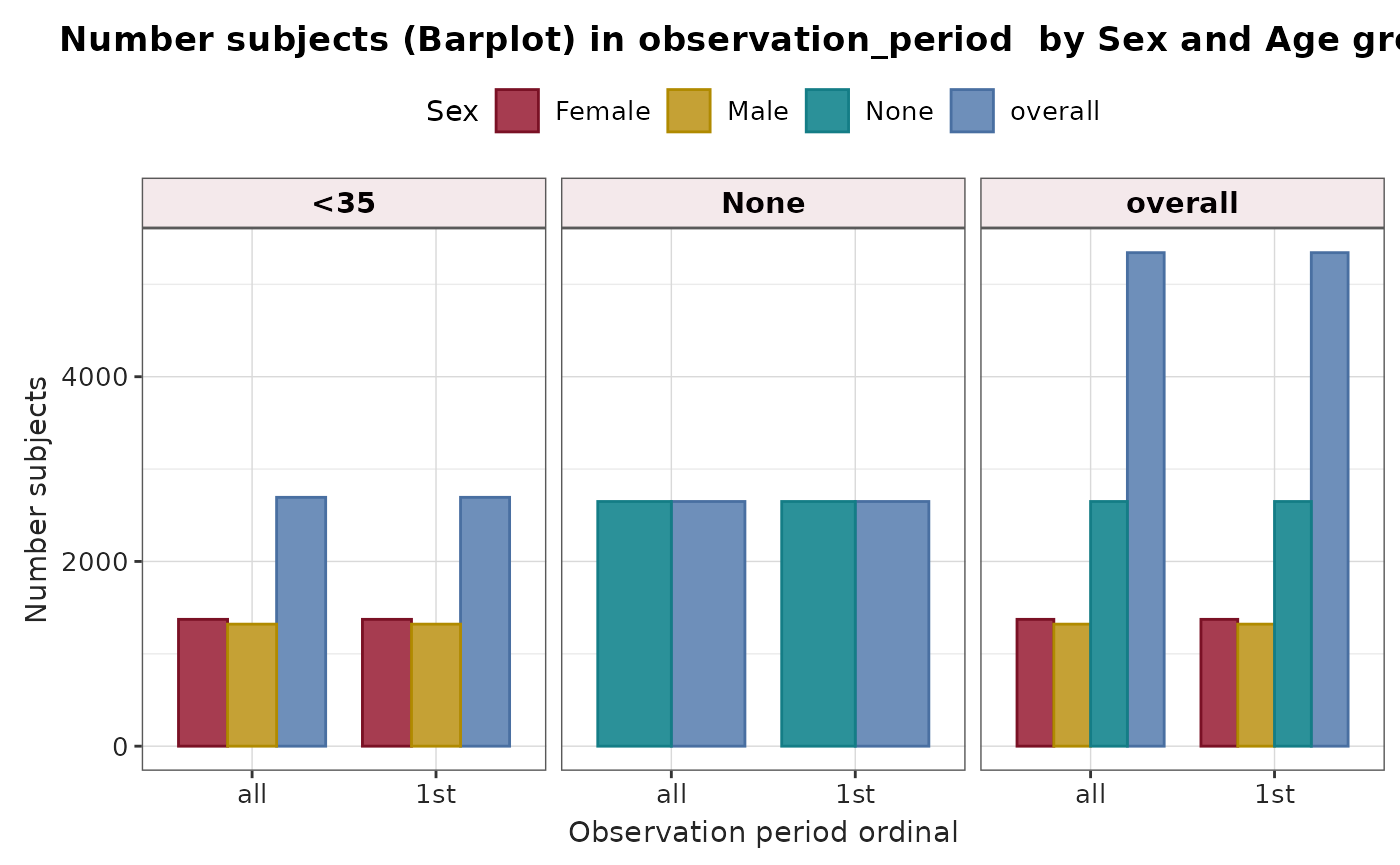 Number subjects (Barplot) in observation_period by Sex and Age gr
Sex Female Male None overall
<35 None overall
Number subjects
4000
2000
0
all 1st all 1st all 1st
Observation period ordinal